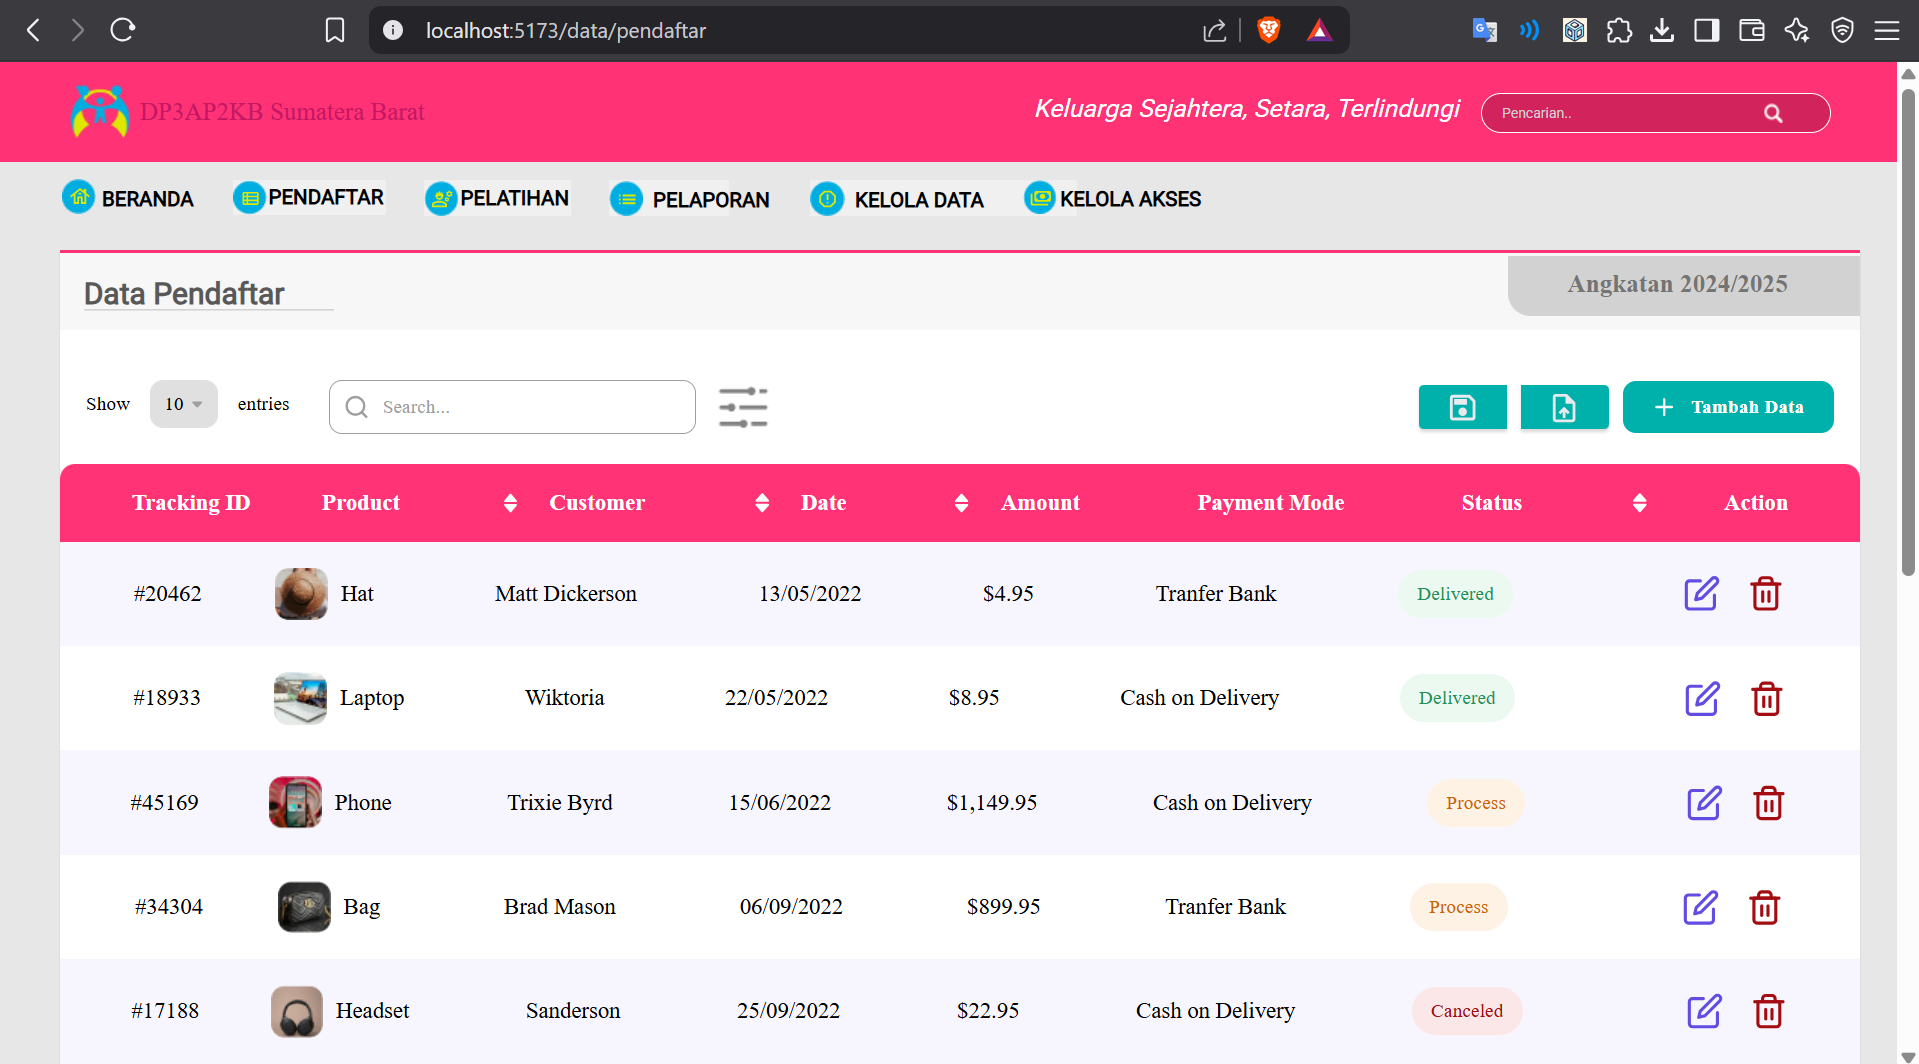 localhost:5173/data/pendaftar
DP3AP2KB Sumatera Barat
Keluarga Sejahtera, Setara, Terlindungi
Pencarian..
BERANDA PENDAFTAR PELATIHAN PELAPORAN KELOLA DATA KELOLA AKSES
Data Pendaftar
Angkatan 2024/2025
Show 10 entries Search... + Tambah Data
Tracking ID Product Customer Date Amount Payment Mode Status Action
#20462 Hat Matt Dickerson 13/05/2022 $4.95 Tranfer Bank Delivered
#18933 Laptop Wiktoria 22/05/2022 $8.95 Cash on Delivery Delivered
#45169 Phone Trixie Byrd 15/06/2022 $1,149.95 Cash on Delivery Process
#34304 Bag Brad Mason 06/09/2022 $899.95 Tranfer Bank Process
#17188 Headset Sanderson 25/09/2022 $22.95 Cash on Delivery Canceled